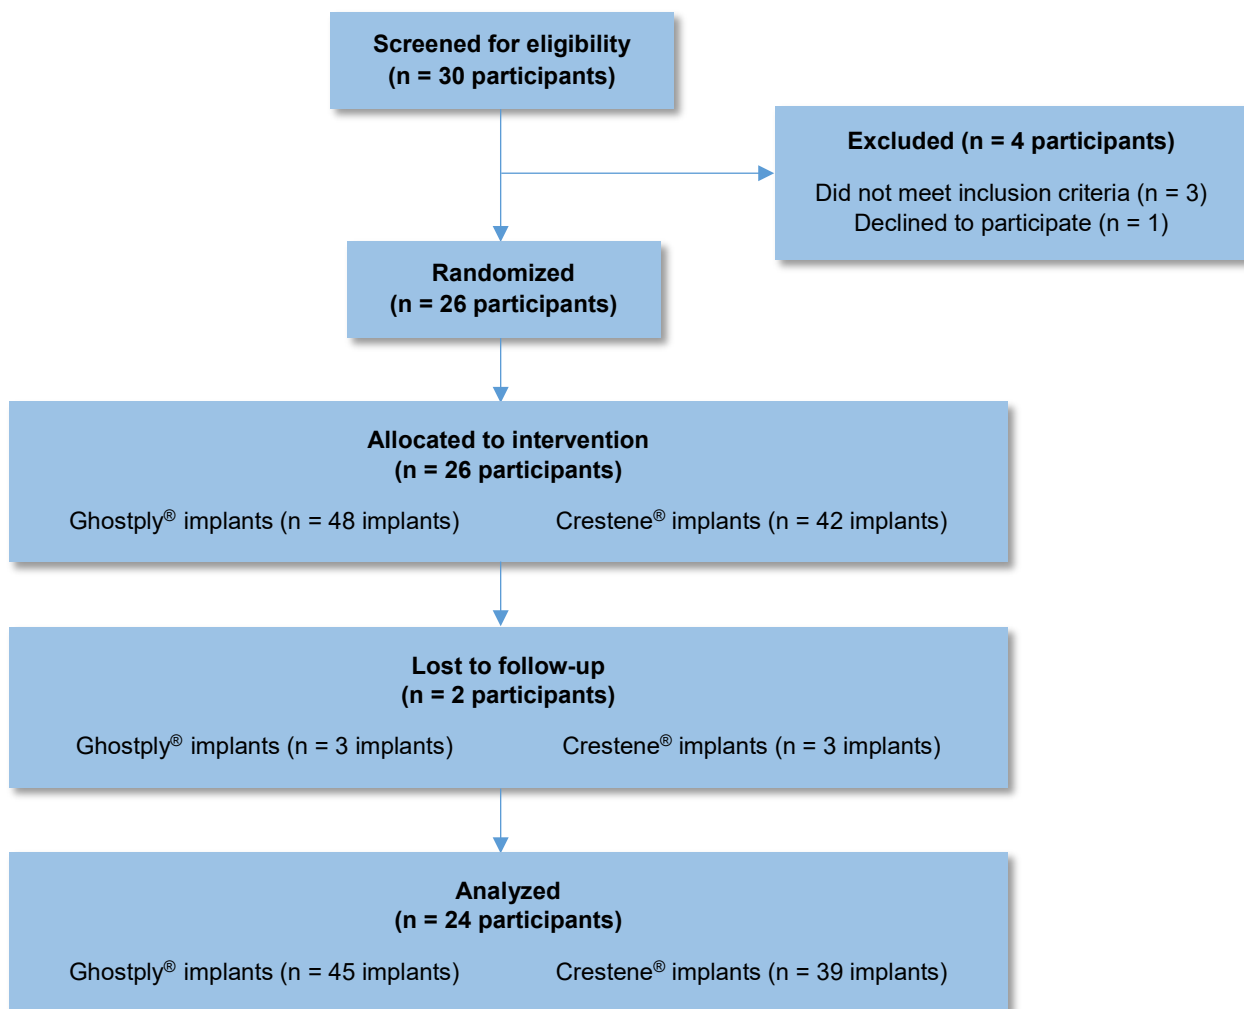 Screened for eligibility
(n = 30 participants)
Excluded (n = 4 participants)
Did not meet inclusion criteria (n = 3)
Declined to participate (n = 1)
Randomized
(n = 26 participants)
Allocated to intervention
(n = 26 participants)
Ghostply® implants (n = 48 implants)
Crestene® implants (n = 42 implants)
Lost to follow-up
(n = 2 participants)
Ghostply® implants (n = 3 implants)
Crestene® implants (n = 3 implants)
Analyzed
(n = 24 participants)
Ghostply® implants (n = 45 implants)
Crestene® implants (n = 39 implants)